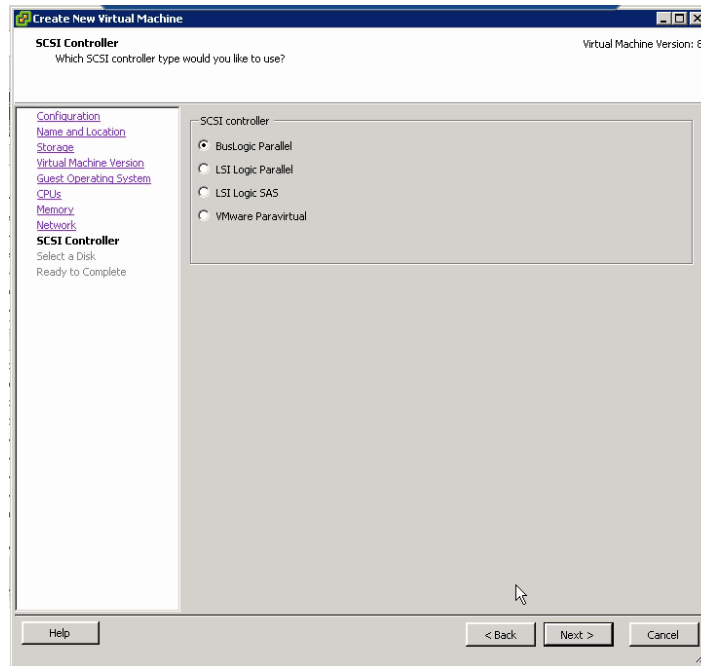 Create New Virtual Machine
SCSI Controller
Which SCSI controller type would you like to use?
Virtual Machine Version: 8
Configuration
Name and Location
Storage
Virtual Machine Version
Guest Operating System
CPUs
Memory
Network
SCSI Controller
Select a Disk
Ready to Complete
SCSI controller
BusLogic Parallel
LSI Logic Parallel
LSI Logic SAS
VMware Paravirtual
Help
< Back
Next >
Cancel